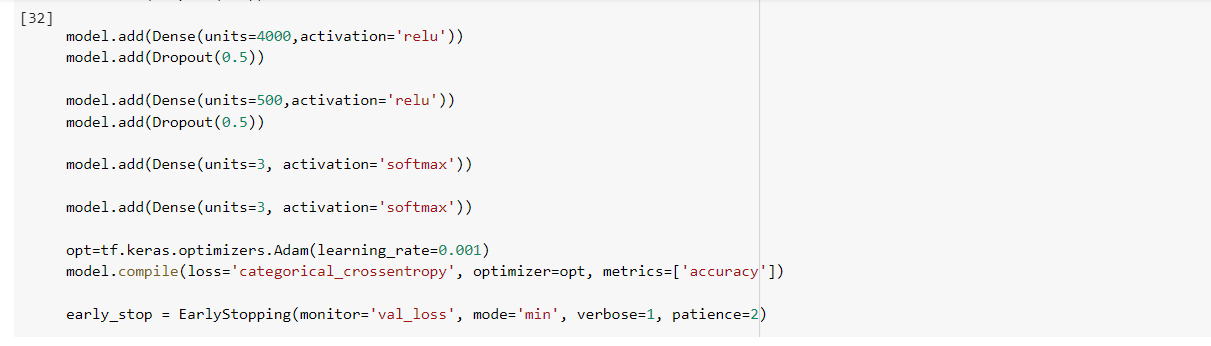 [32]
model.add(Dense(units=4000,activation='relu'))
model.add(Dropout(0.5))
model.add(Dense(units=500,activation='relu'))
model.add(Dropout(0.5))
model.add(Dense(units=3, activation='softmax'))
model.add(Dense(units=3, activation='softmax'))
opt=tf.keras.optimizers.Adam(learning_rate=0.001)
model.compile(loss='categorical_crossentropy', optimizer=opt, metrics=['accuracy'])
early_stop = EarlyStopping(monitor='val_loss', mode='min', verbose=1, patience=2)